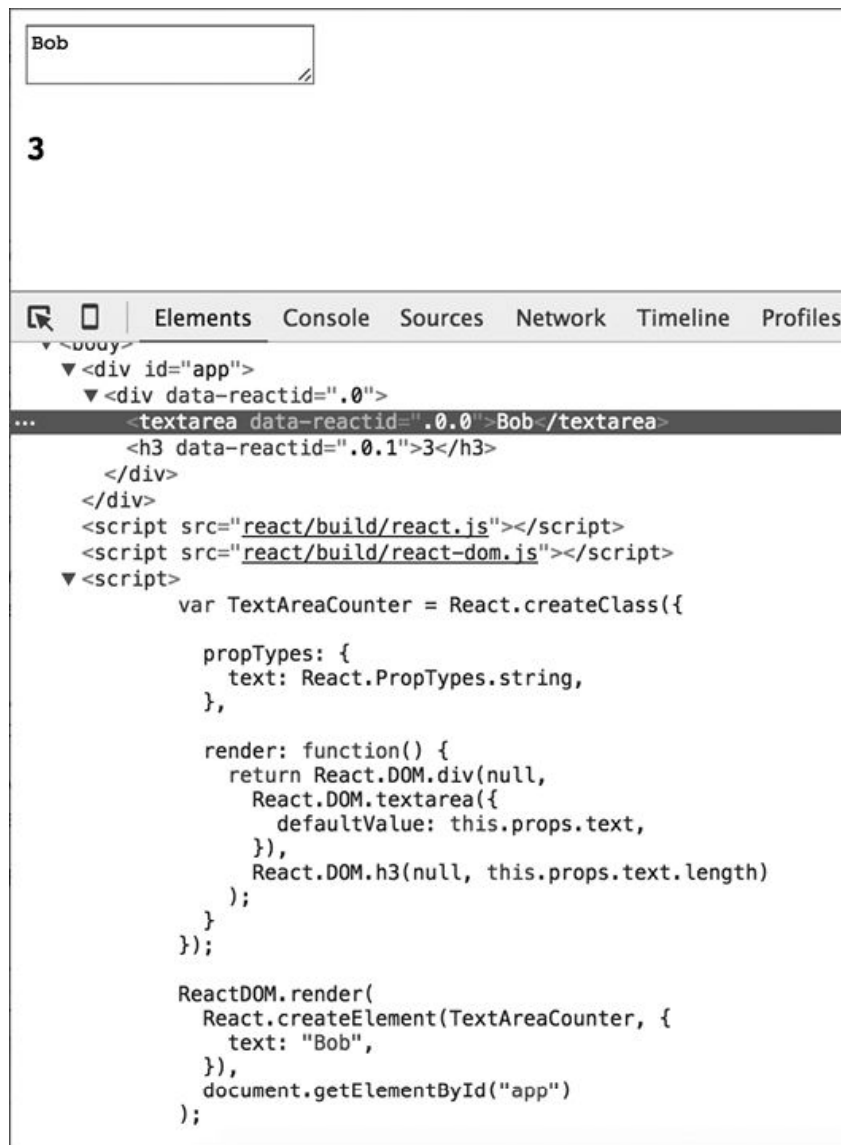 Bob
3
Elements Console Sources Network Timeline Profiles
▼ <body>
▼ <div id="app">
▼ <div data-reactid=".0">
... <textarea data-reactid=".0.0">Bob</textarea>
<h3 data-reactid=".0.1">3</h3>
</div>
</div>
<script src="react/build/react.js"></script>
<script src="react/build/react-dom.js"></script>
▼ <script>
var TextAreaCounter = React.createClass({
propTypes: {
text: React.PropTypes.string,
},
render: function() {
return React.DOM.div(null,
React.DOM.textarea({
defaultValue: this.props.text,
}),
React.DOM.h3(null, this.props.text.length)
);
}
});
ReactDOM.render(
React.createElement(TextAreaCounter, {
text: "Bob",
}),
document.getElementById("app")
);